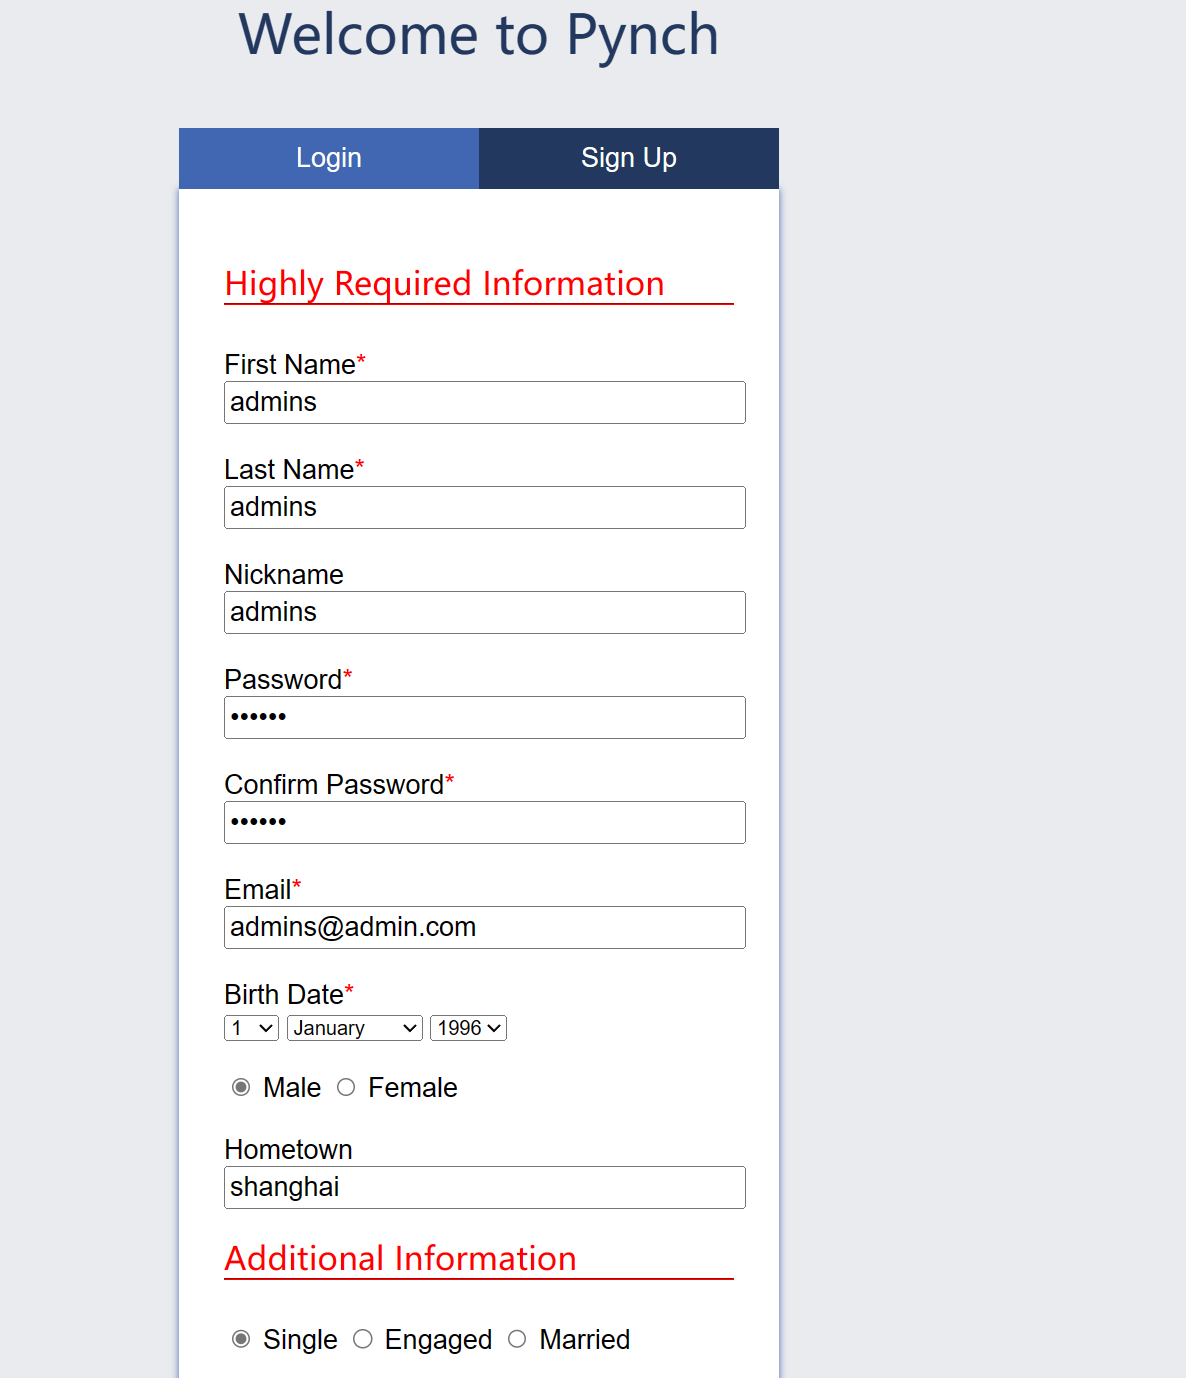 Welcome to Pynch
Login Sign Up
Highly Required Information
First Name*
admins
Last Name*
admins
Nickname
admins
Password*
••••••
Confirm Password*
••••••
Email*
admins@admin.com
Birth Date*
1 January 1996
Male Female
Hometown
shanghai
Additional Information
Single Engaged Married